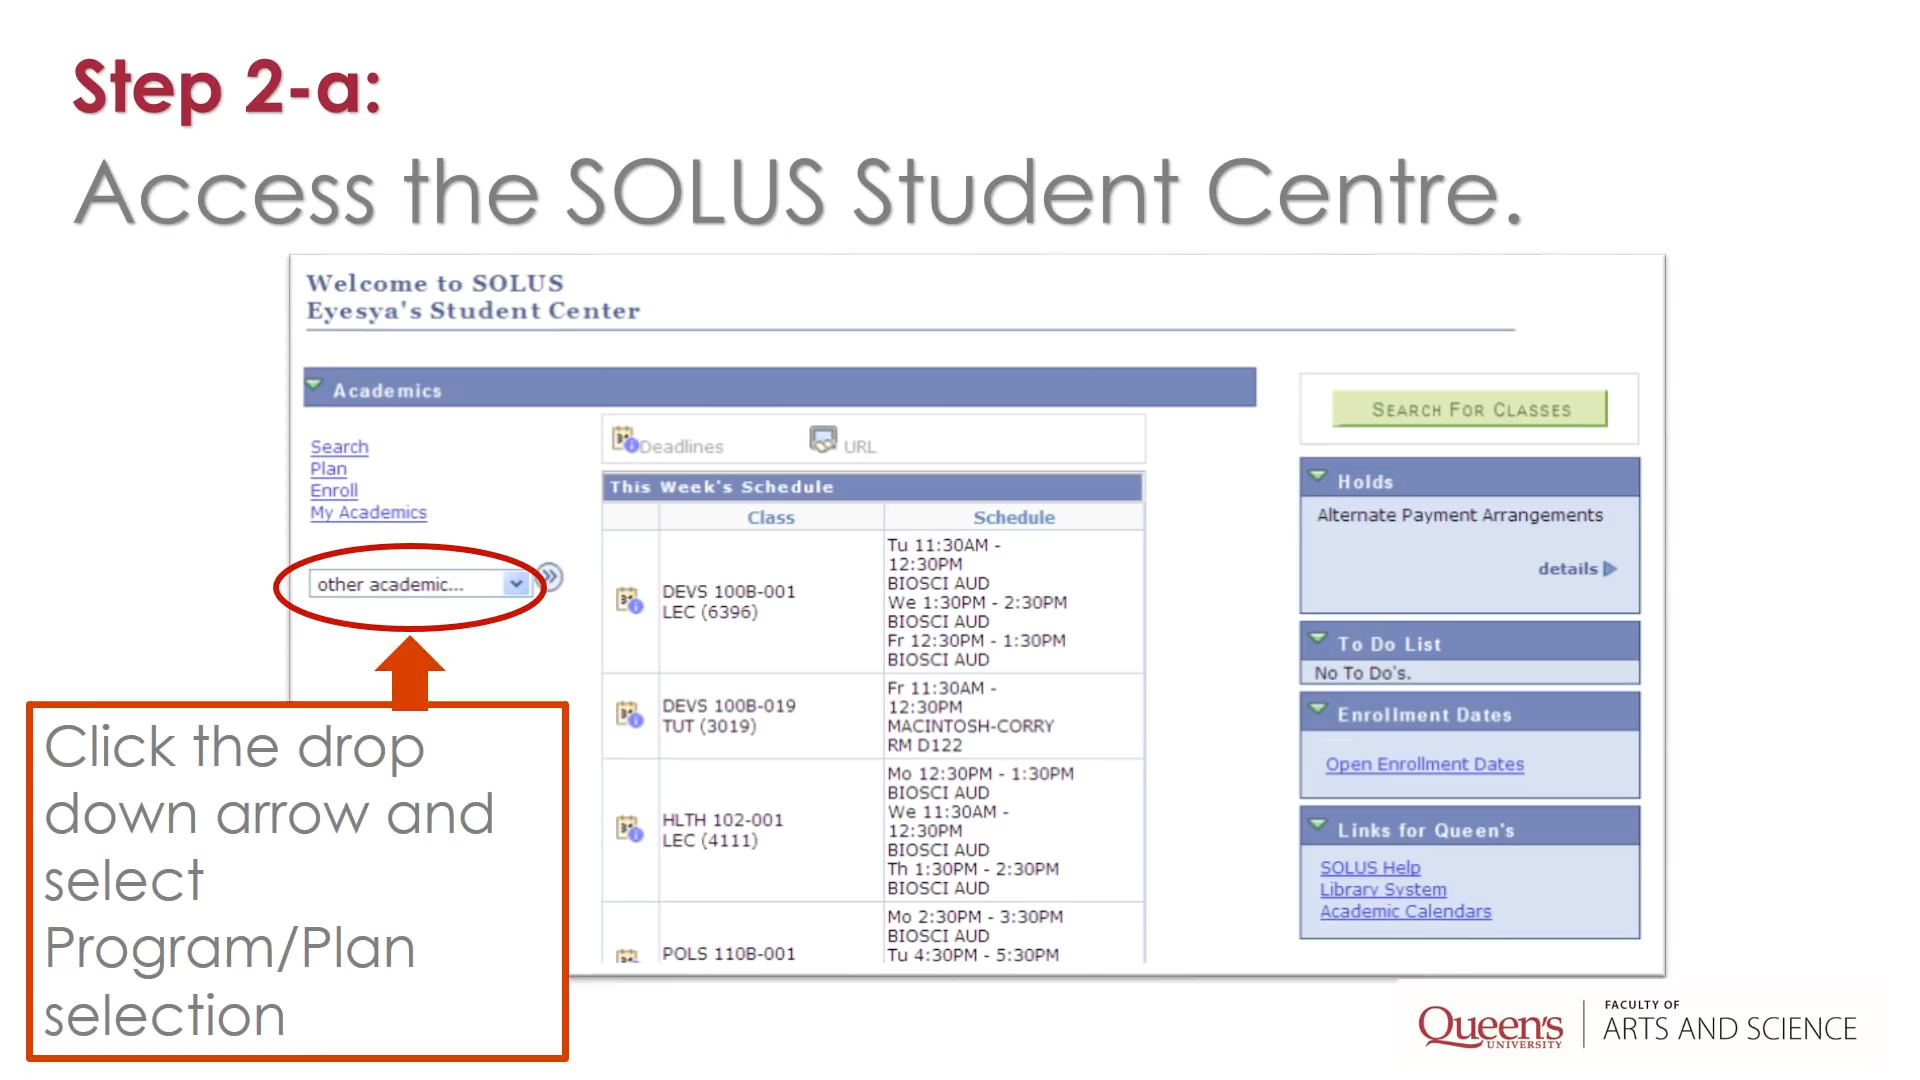 Step 2-a:
Access the SOLUS Student Centre.
Welcome to SOLUS
Eyesya's Student Center
Academics
Search
Plan
Enroll
My Academics
other academic...
Deadlines
URL
This Week's Schedule
Class
Schedule
DEVS 100B-001
LEC (6396)
Tu 11:30AM -
12:30PM
BIOSCI AUD
We 1:30PM - 2:30PM
BIOSCI AUD
Fr 12:30PM - 1:30PM
BIOSCI AUD
DEVS 100B-019
TUT (3019)
Fr 11:30AM -
12:30PM
MACINTOSH-CORRY
RM D122
HLTH 102-001
LEC (4111)
Mo 12:30PM - 1:30PM
BIOSCI AUD
We 11:30AM -
12:30PM
BIOSCI AUD
Th 1:30PM - 2:30PM
BIOSCI AUD
POLS 110B-001
Mo 2:30PM - 3:30PM
BIOSCI AUD
Tu 4:30PM - 5:30PM
SEARCH FOR CLASSES
Holds
Alternate Payment Arrangements
details
To Do List
No To Do's.
Enrollment Dates
Open Enrollment Dates
Links for Queen's
SOLUS Help
Library System
Academic Calendars
Click the drop
down arrow and
select
Program/Plan
selection
Queen's
UNIVERSITY
FACULTY OF
ARTS AND SCIENCE